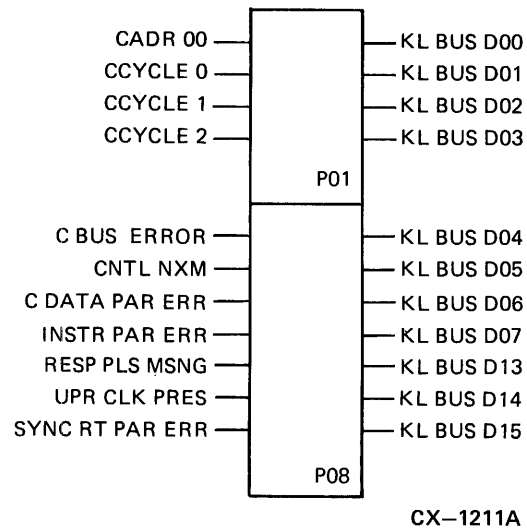 CADR 00 KL BUS D00
CCYCLE 0 KL BUS D01
CCYCLE 1 KL BUS D02
CCYCLE 2 KL BUS D03
P01
C BUS ERROR KL BUS D04
CNTL NXM KL BUS D05
C DATA PAR ERR KL BUS D06
INSTR PAR ERR KL BUS D07
RESP PLS MSNG KL BUS D13
UPR CLK PRES KL BUS D14
SYNC RT PAR ERR KL BUS D15
P08
CX–1211A